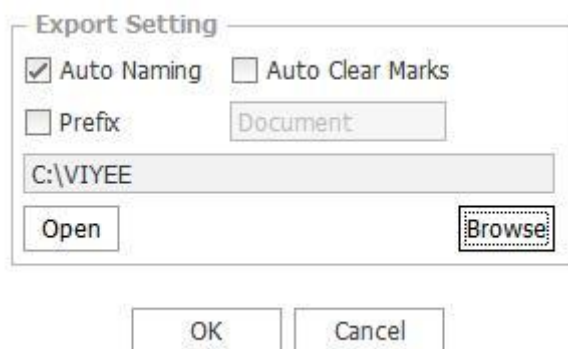 Export Setting
Auto Naming Auto Clear Marks
Prefix Document
C:\VIYEE
Open Browse
OK Cancel